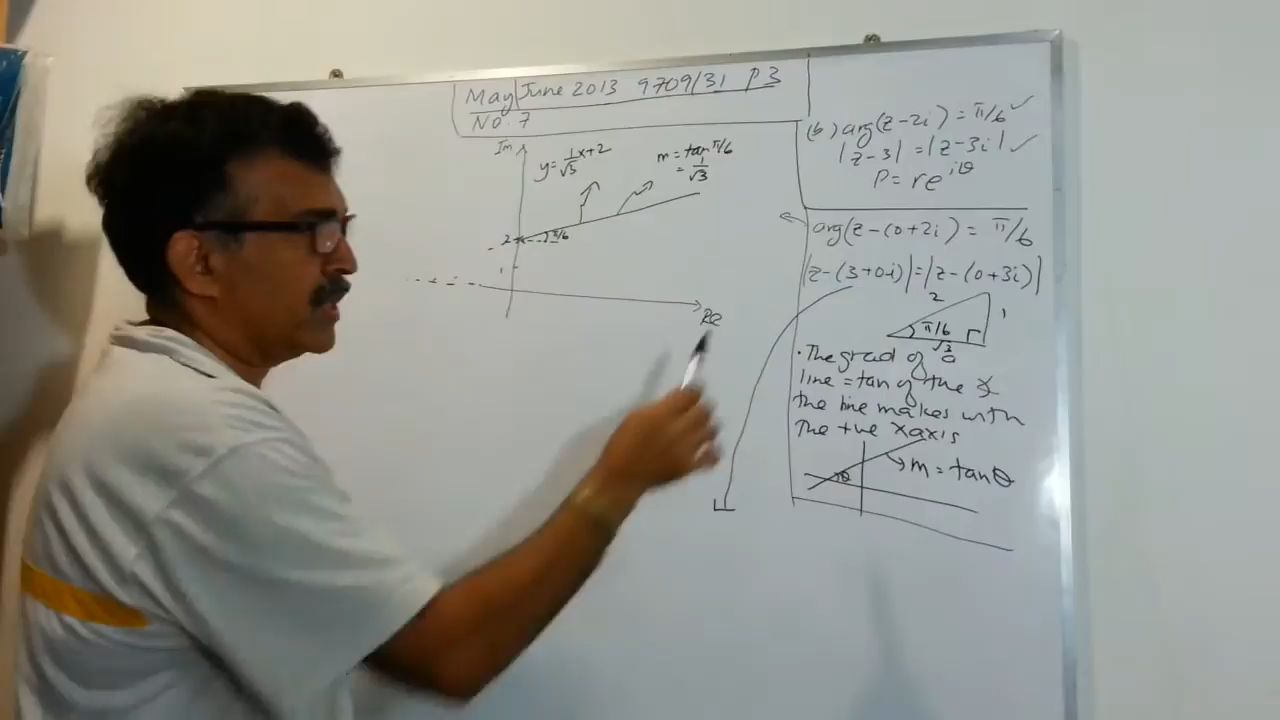 May/June 2013 9709/31 P3
No. 7
Im
y = 1/√3 x+2
m = tan π/6
= 1/√3
2
π/6
1
Re
(b) arg(z-2i) = π/6 ✓
|z-3| = |z-3i| ✓
P = re^iθ
arg(z-(0+2i) = π/6
|z-(3+0i)| = |z-(0+3i)|
2
1
π/6
√3
• The grad of a
line = tan of the ∡
the line makes with
the +ve x axis
θ
m = tanθ